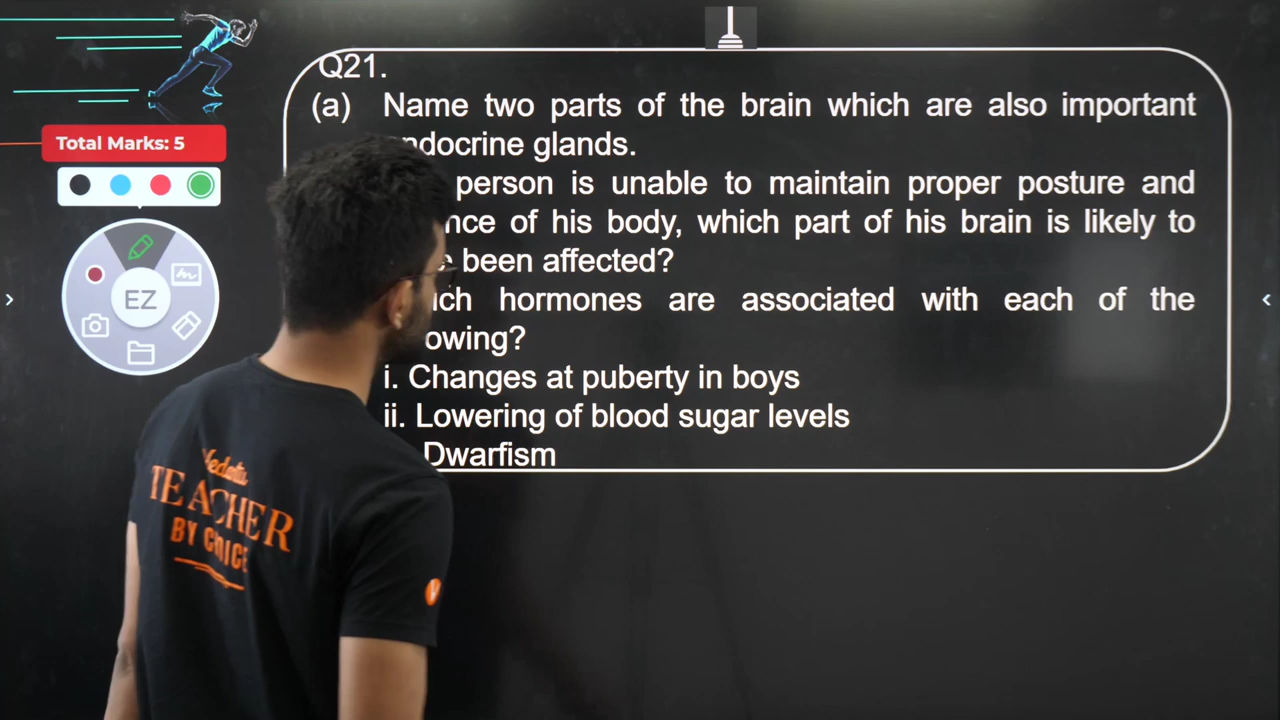 Q21.
(a) Name two parts of the brain which are also important
ndocrine glands.
person is unable to maintain proper posture and
nce of his body, which part of his brain is likely to
e been affected?
ch hormones are associated with each of the
owing?
i. Changes at puberty in boys
ii. Lowering of blood sugar levels
Dwarfism
Total Marks: 5
EZ
Vedantu
TEACHER
BY CHOICE
V